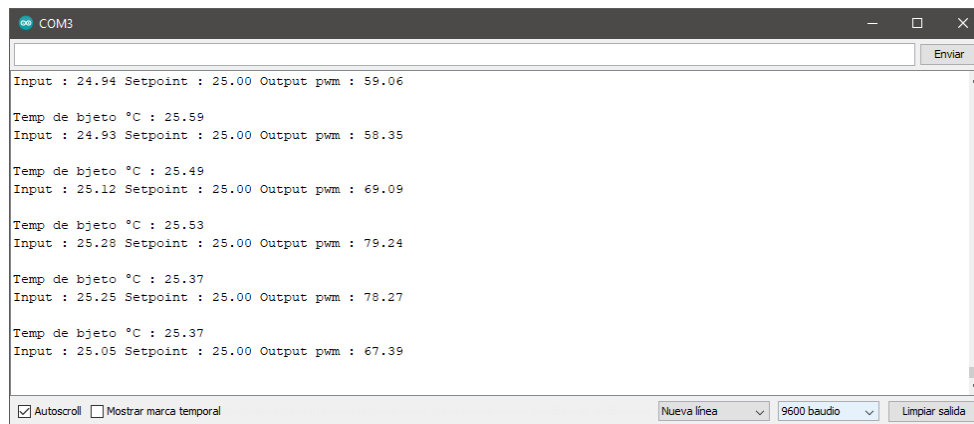 COM3
Enviar
Input : 24.94 Setpoint : 25.00 Output pwm : 59.06
Temp de bjeto °C : 25.59
Input : 24.93 Setpoint : 25.00 Output pwm : 58.35
Temp de bjeto °C : 25.49
Input : 25.12 Setpoint : 25.00 Output pwm : 69.09
Temp de bjeto °C : 25.53
Input : 25.28 Setpoint : 25.00 Output pwm : 79.24
Temp de bjeto °C : 25.37
Input : 25.25 Setpoint : 25.00 Output pwm : 78.27
Temp de bjeto °C : 25.37
Input : 25.05 Setpoint : 25.00 Output pwm : 67.39
Autoscroll Mostrar marca temporal Nueva línea 9600 baudio Limpiar salida